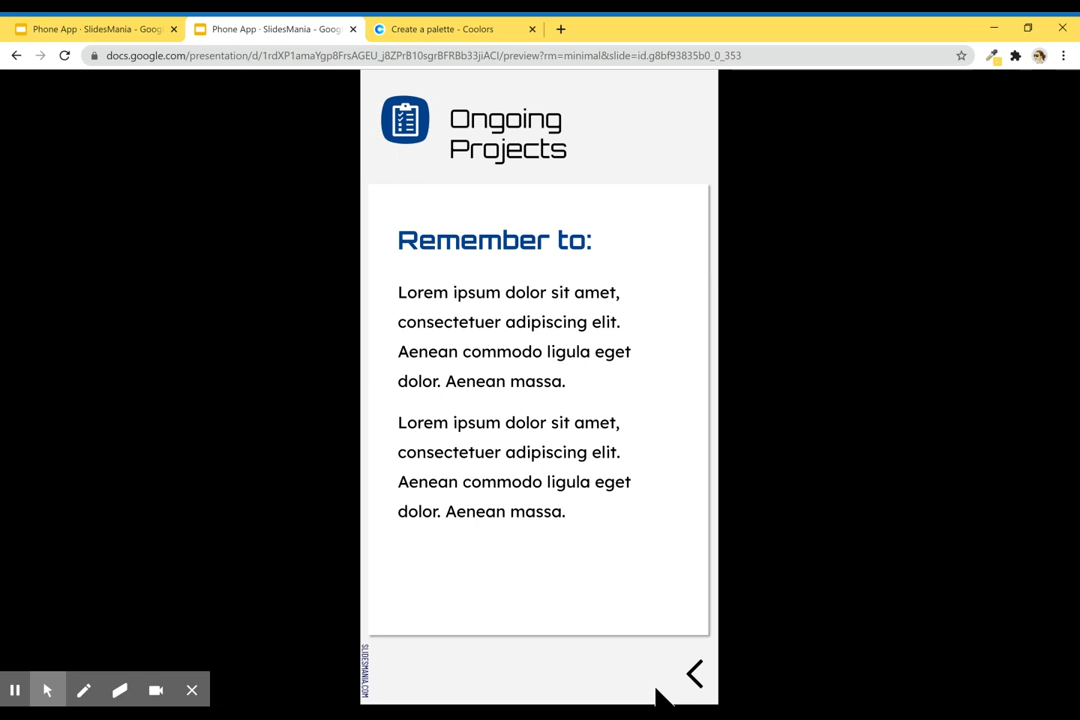 Phone App · SlidesMania - Goog
Phone App · SlidesMania - Goog
Create a palette - Coolors
docs.google.com/presentation/d/1rdXP1amaYgp8FrsAGEU_j8ZPrB10sgrBFRBb33jiACI/preview?rm=minimal&slide=id.g8bf93835b0_0_353
Ongoing
Projects
Remember to:
Lorem ipsum dolor sit amet,
consectetuer adipiscing elit.
Aenean commodo ligula eget
dolor. Aenean massa.
Lorem ipsum dolor sit amet,
consectetuer adipiscing elit.
Aenean commodo ligula eget
dolor. Aenean massa.
SLIDESMANIA.COM